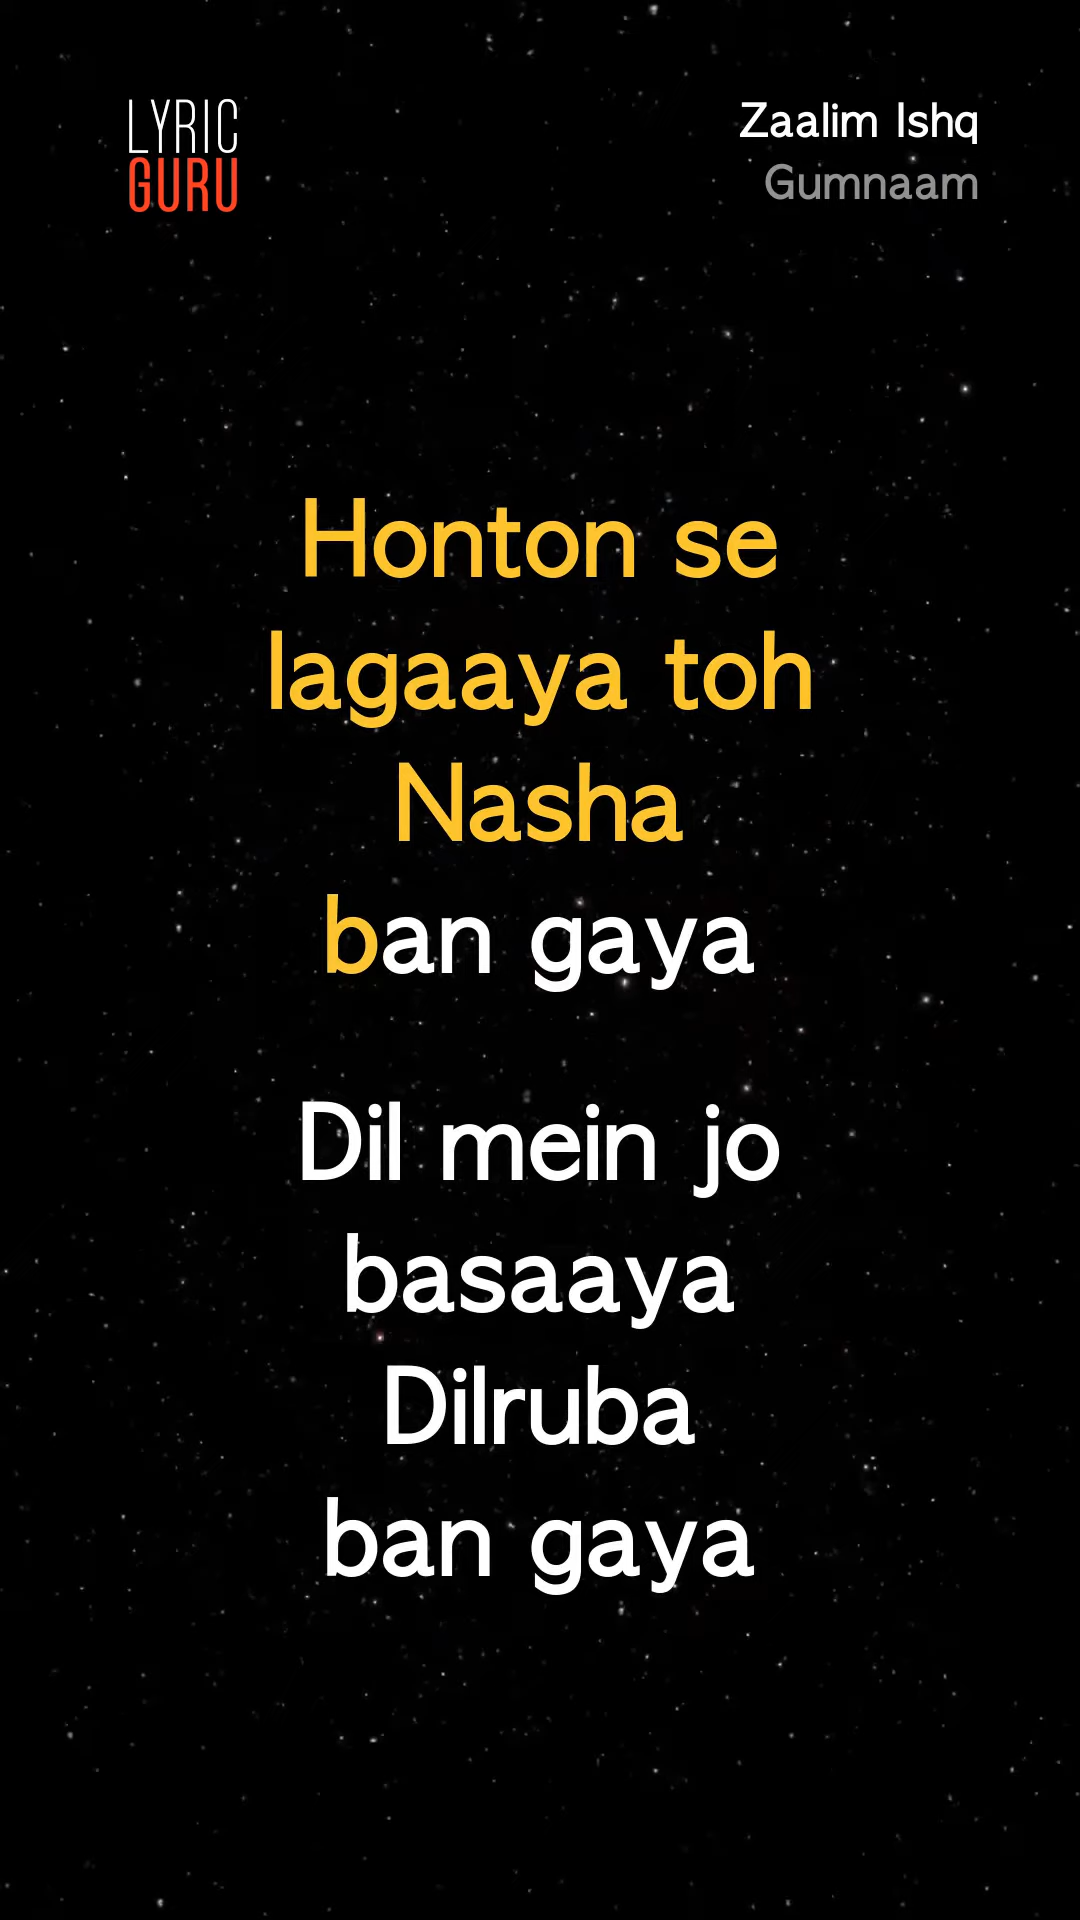 LYRIC
GURU
Zaalim Ishq
Gumnaam
Honton se
lagaaya toh
Nasha
ban gaya
Dil mein jo
basaaya
Dilruba
ban gaya